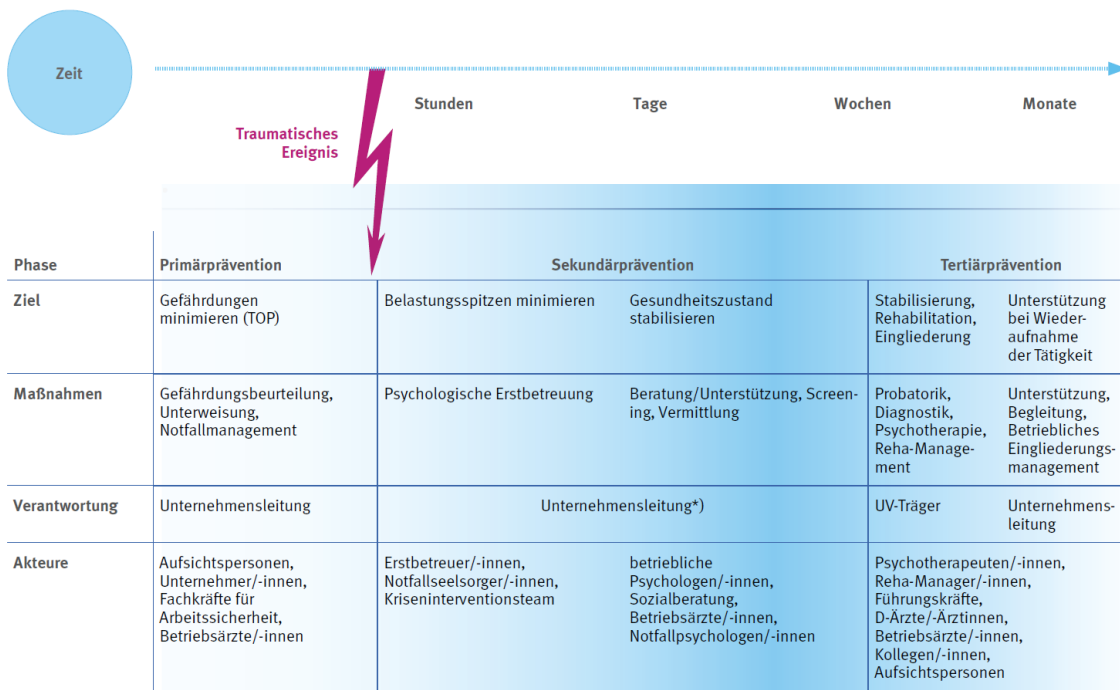 Zeit
Stunden
Tage
Wochen
Monate
Traumatisches
Ereignis
Phase
Primärprävention
Sekundärprävention
Tertiärprävention
Ziel
Gefährdungen
minimieren (TOP)
Belastungsspitzen minimieren
Gesundheitszustand
stabilisieren
Stabilisierung,
Rehabilitation,
Eingliederung
Unterstützung
bei Wieder-
aufnahme
der Tätigkeit
Maßnahmen
Gefährdungsbeurteilung,
Unterweisung,
Notfallmanagement
Psychologische Erstbetreuung
Beratung/Unterstützung, Screen-
ing, Vermittlung
Probatorik,
Diagnostik,
Psychotherapie,
Reha-Manage-
ment
Unterstützung,
Begleitung,
Betriebliches
Eingliederungs-
management
Verantwortung
Unternehmensleitung
Unternehmensleitung*)
UV-Träger
Unternehmens-
leitung
Akteure
Aufsichtspersonen,
Unternehmer/-innen,
Fachkräfte für
Arbeitssicherheit,
Betriebsärzte/-innen
Erstbetreuer/-innen,
Notfallseelsorger/-innen,
Kriseninterventionsteam
betriebliche
Psychologen/-innen,
Sozialberatung,
Betriebsärzte/-innen,
Notfallpsychologen/-innen
Psychotherapeuten/-innen,
Reha-Manager/-innen,
Führungskräfte,
D-Ärzte/-Ärztinnen,
Betriebsärzte/-innen,
Kollegen/-innen,
Aufsichtspersonen